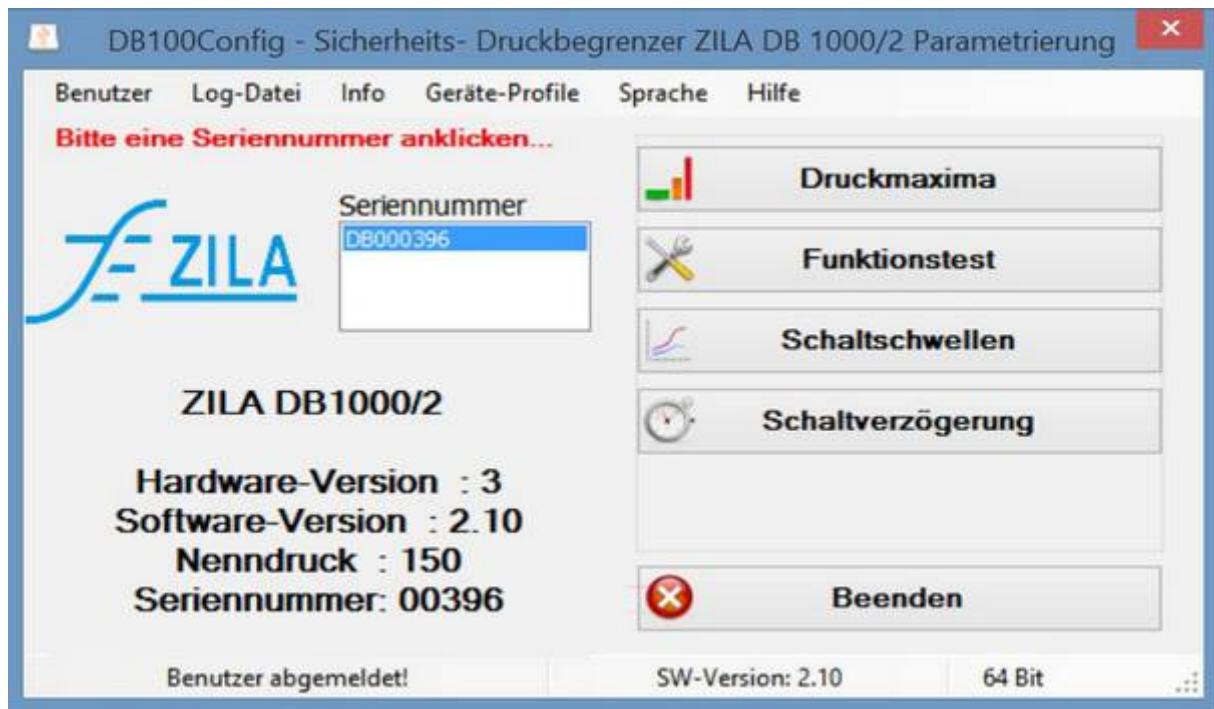 DB100Config - Sicherheits- Druckbegrenzer ZILA DB 1000/2 Parametrierung
Benutzer Log-Datei Info Geräte-Profile Sprache Hilfe
Bitte eine Seriennummer anklicken...
ZILA
Seriennummer
DB000396
ZILA DB1000/2
Hardware-Version : 3
Software-Version : 2.10
Nenndruck : 150
Seriennummer: 00396
Druckmaxima
Funktionstest
Schaltschwellen
Schaltverzögerung
Beenden
Benutzer abgemeldet! SW-Version: 2.10 64 Bit